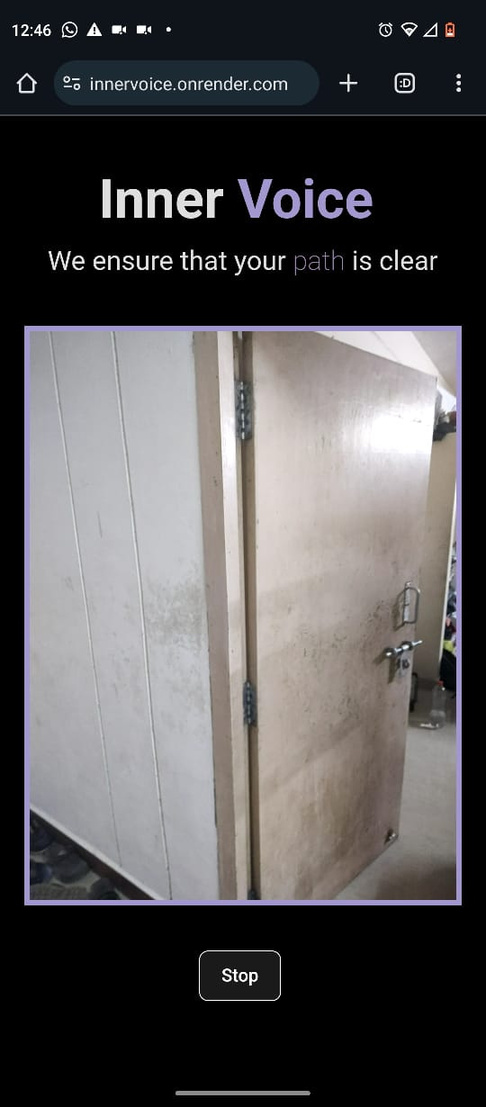 12:46
innervoice.onrender.com
:D
Inner Voice
We ensure that your path is clear
Stop